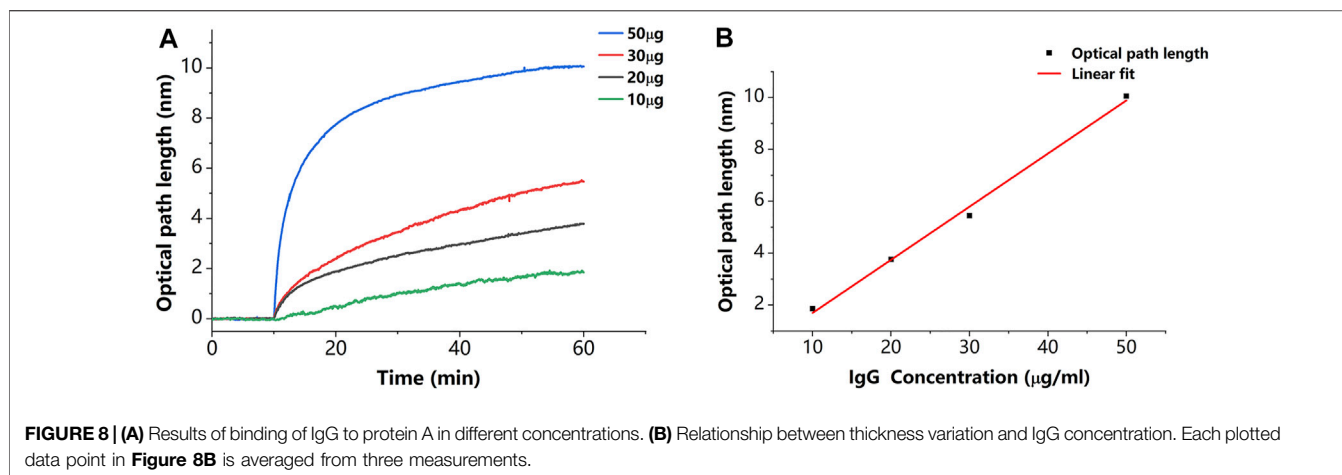 A
50μg
30μg
20μg
10μg
Optical path length (nm)
10
8
6
4
2
0
0
20
40
60
Time (min)
B
Optical path length
Linear fit
Optical path length (nm)
10
8
6
4
2
10
20
30
40
50
IgG Concentration (μg/ml)
FIGURE 8 | (A) Results of binding of IgG to protein A in different concentrations. (B) Relationship between thickness variation and IgG concentration. Each plotted
data point in Figure 8B is averaged from three measurements.